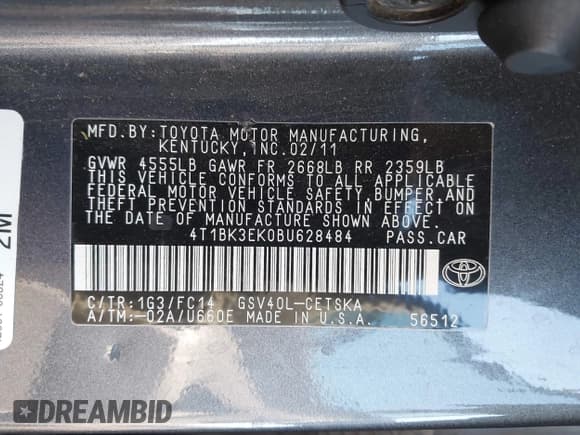 MFD.BY:TOYOTA MOTOR MANUFACTURING,
KENTUCKY,INC.02/11
GVWR 4555LB GAWR FR 2668LB RR 2359LB
THIS VEHICLE CONFORMS TO ALL APPLICABLE
FEDERAL MOTOR VEHICLE SAFETY,BUMPER,AND
THEFT PREVENTION STANDARDS IN EFFECT ON
THE DATE OF MANUFACTURE SHOWN ABOVE.
4T1BK3EK0BU628484 PASS.CAR
C/TR:1G3/FC14 GSV40L-CETSKA
A/TM:-02A/U660E MADE IN U.S.A. 56512
TOYOTA
2M
DREAMBID